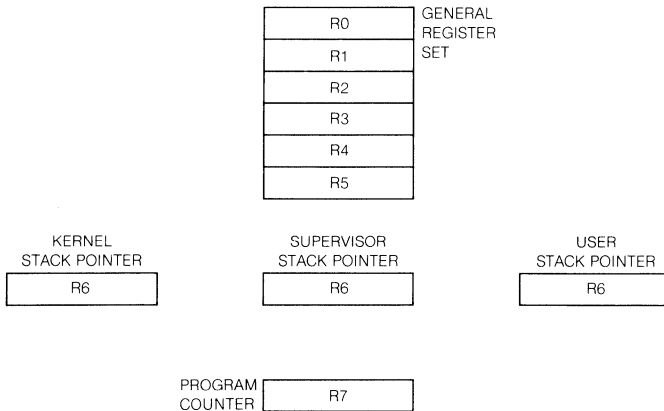 R0
GENERAL
REGISTER
SET
R1
R2
R3
R4
R5
KERNEL
STACK POINTER
R6
SUPERVISOR
STACK POINTER
R6
USER
STACK POINTER
R6
PROGRAM
COUNTER
R7